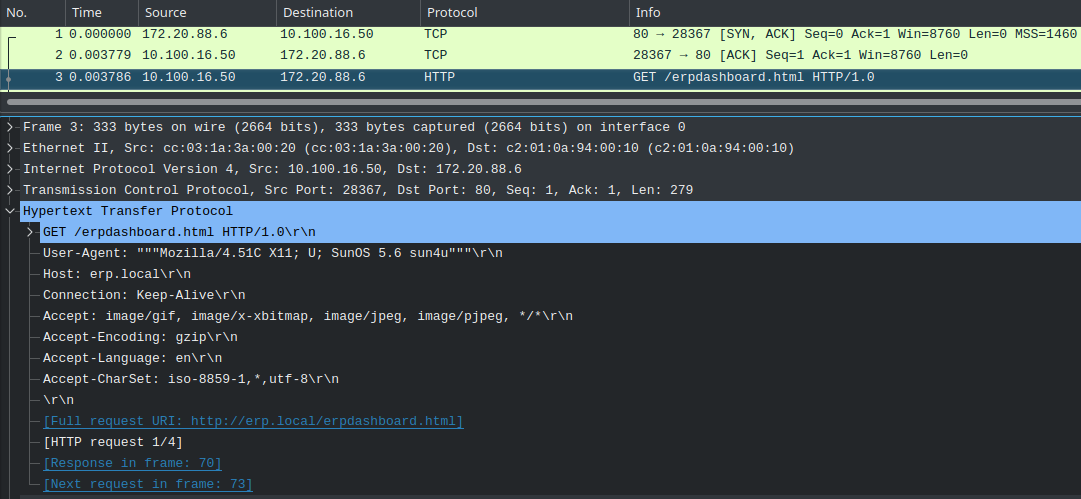 No. Time Source Destination Protocol Info
1 0.000000 172.20.88.6 10.100.16.50 TCP 80 → 28367 [SYN, ACK] Seq=0 Ack=1 Win=8760 Len=0 MSS=1460
2 0.003779 10.100.16.50 172.20.88.6 TCP 28367 → 80 [ACK] Seq=1 Ack=1 Win=8760 Len=0
3 0.003786 10.100.16.50 172.20.88.6 HTTP GET /erpdashboard.html HTTP/1.0
Frame 3: 333 bytes on wire (2664 bits), 333 bytes captured (2664 bits) on interface 0
Ethernet II, Src: cc:03:1a:3a:00:20 (cc:03:1a:3a:00:20), Dst: c2:01:0a:94:00:10 (c2:01:0a:94:00:10)
Internet Protocol Version 4, Src: 10.100.16.50, Dst: 172.20.88.6
Transmission Control Protocol, Src Port: 28367, Dst Port: 80, Seq: 1, Ack: 1, Len: 279
Hypertext Transfer Protocol
GET /erpdashboard.html HTTP/1.0\r\n
User-Agent: """Mozilla/4.51C X11; U; SunOS 5.6 sun4u"""\r\n
Host: erp.local\r\n
Connection: Keep-Alive\r\n
Accept: image/gif, image/x-xbitmap, image/jpeg, image/pjpeg, */*\r\n
Accept-Encoding: gzip\r\n
Accept-Language: en\r\n
Accept-CharSet: iso-8859-1,*,utf-8\r\n
\r\n
[Full request URI: http://erp.local/erpdashboard.html]
[HTTP request 1/4]
[Response in frame: 70]
[Next request in frame: 73]